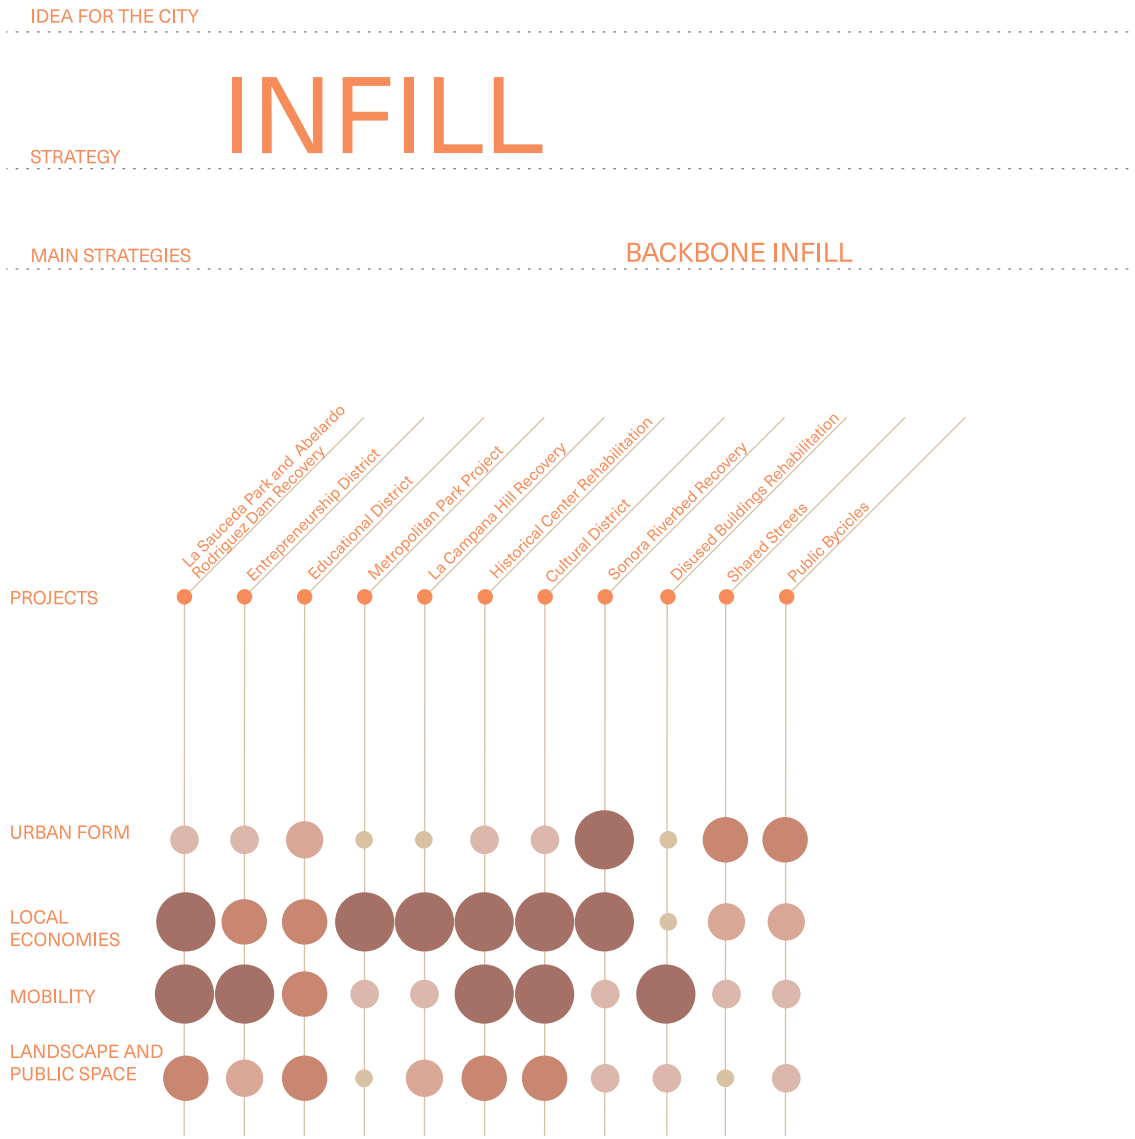 IDEA FOR THE CITY
INFILL
STRATEGY
MAIN STRATEGIES
BACKBONE INFILL
La Sauceda Park and Abelardo
Rodriguez Dam Recovery
Entrepreneurship District
Educational District
Metropolitan Park Project
La Campana Hill Recovery
Historical Center Rehabilitation
Cultural District
Sonora Riverbed Recovery
Disused Buildings Rehabilitation
Shared Streets
Public Bycicles
PROJECTS
URBAN FORM
LOCAL
ECONOMIES
MOBILITY
LANDSCAPE AND
PUBLIC SPACE